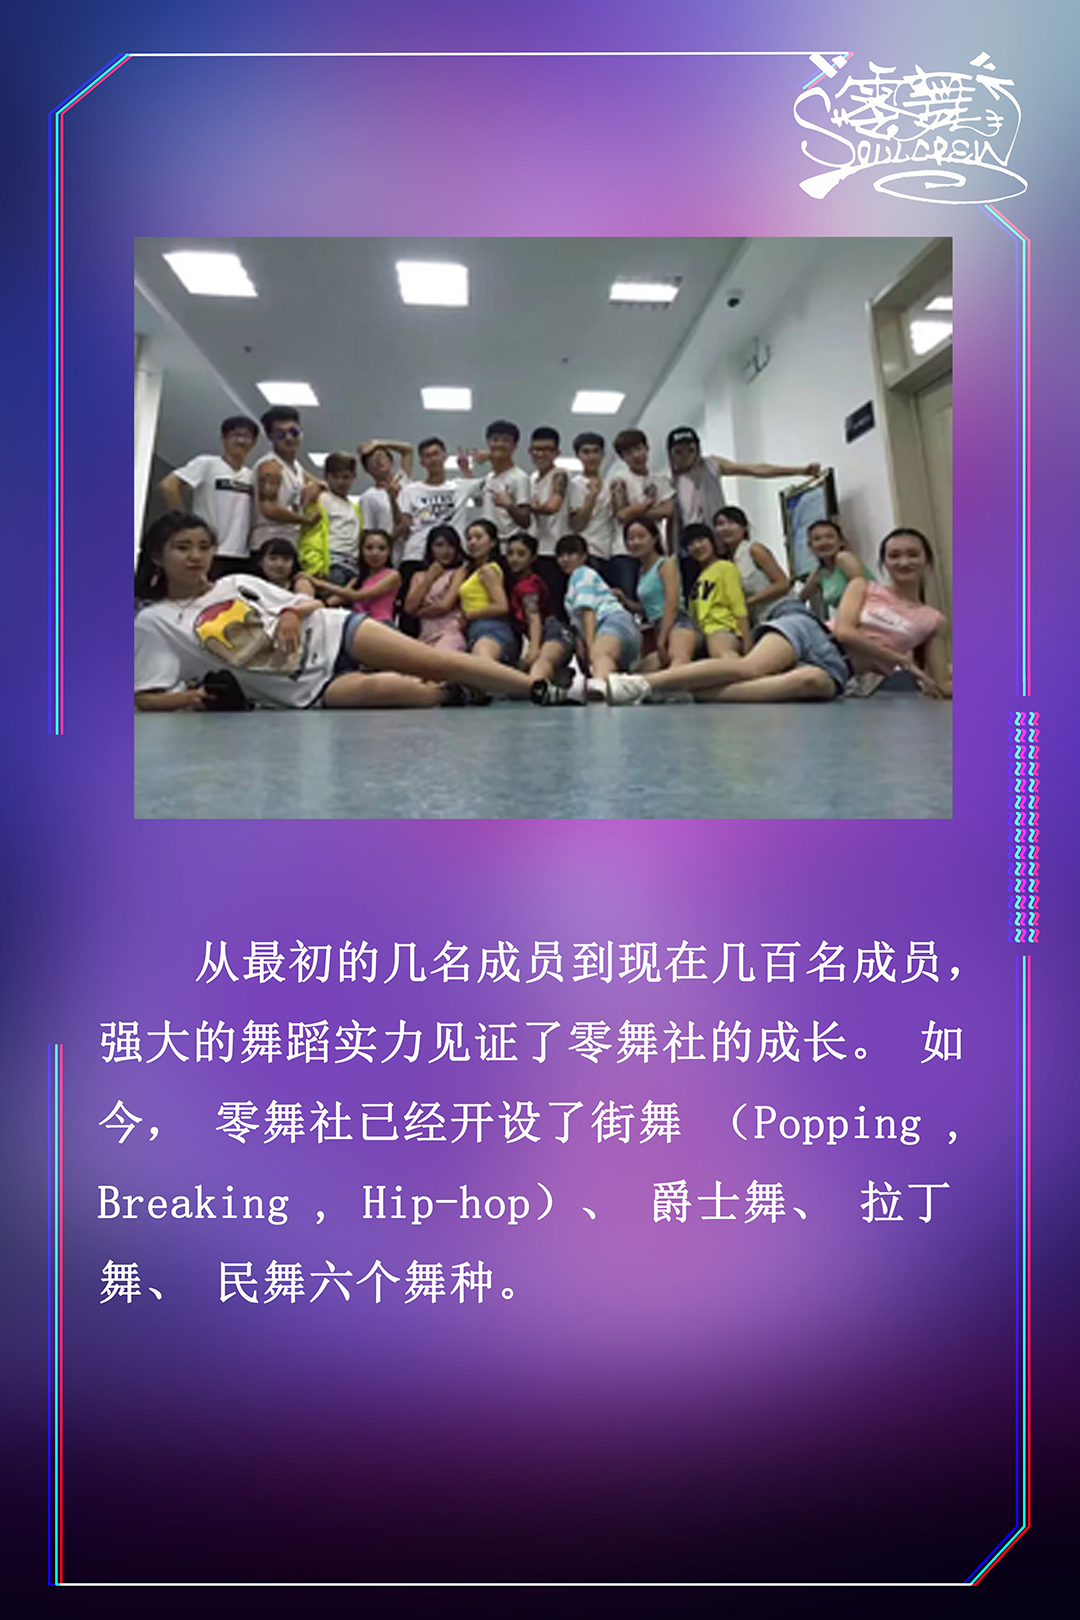 零舞
SOULCREW
从最初的几名成员到现在几百名成员，
强大的舞蹈实力见证了零舞社的成长。 如
今， 零舞社已经开设了街舞 （Popping ,
Breaking , Hip-hop）、 爵士舞、 拉丁
舞、 民舞六个舞种。